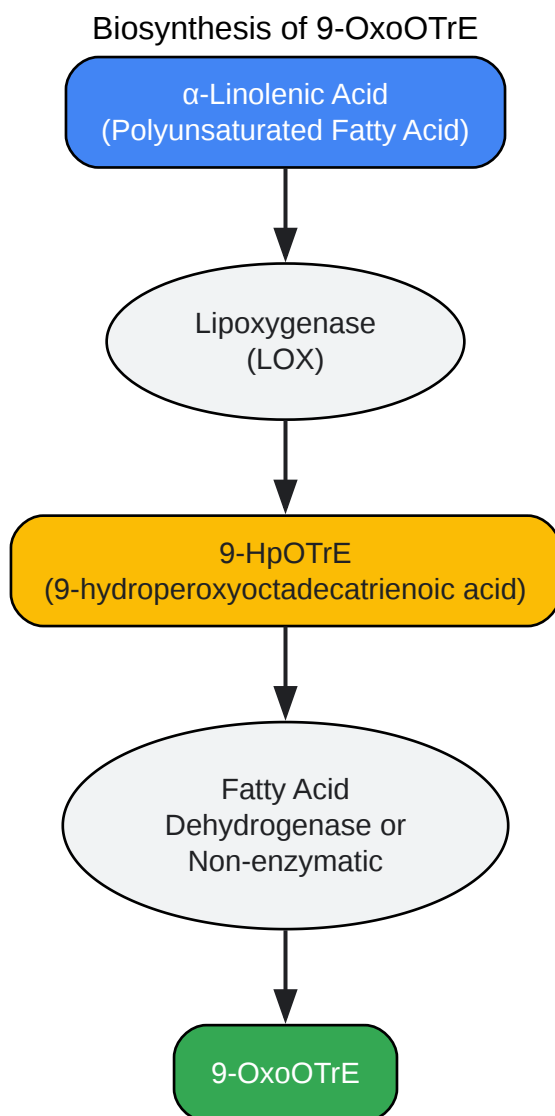 Biosynthesis of 9-OxoOTrE
α-Linolenic Acid
(Polyunsaturated Fatty Acid)
Lipoxygenase
(LOX)
9-HpOTrE
(9-hydroperoxyoctadecatrienoic acid)
Fatty Acid
Dehydrogenase or
Non-enzymatic
9-OxoOTrE